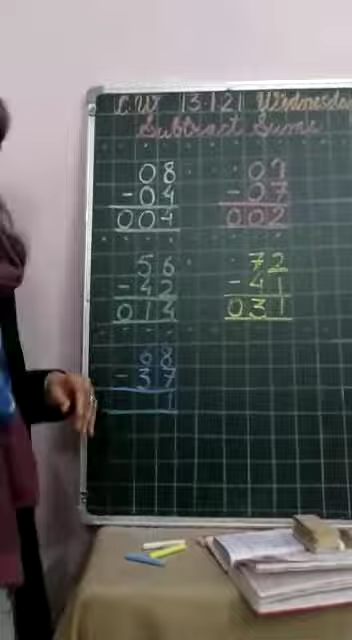 C.W 13.1.21 Wednesday
Subtract Sums
08 09
- 04 - 07
004 002
56 72
- 42 - 41
014 031
68
- 37
1